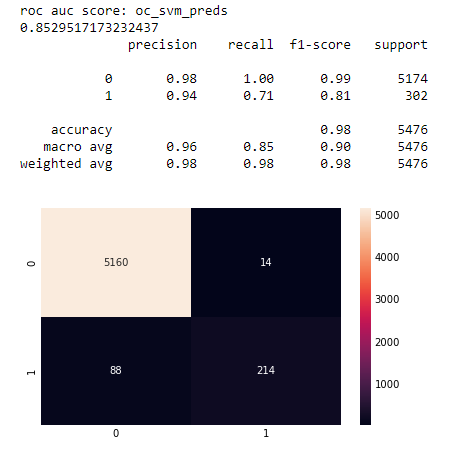 roc auc score: oc_svm_preds
0.8529517173232437
precision recall f1-score support
0 0.98 1.00 0.99 5174
1 0.94 0.71 0.81 302
accuracy 0.98 5476
macro avg 0.96 0.85 0.90 5476
weighted avg 0.98 0.98 0.98 5476
5000
0 5160 14
4000
3000
2000
1 88 214
1000
0 1